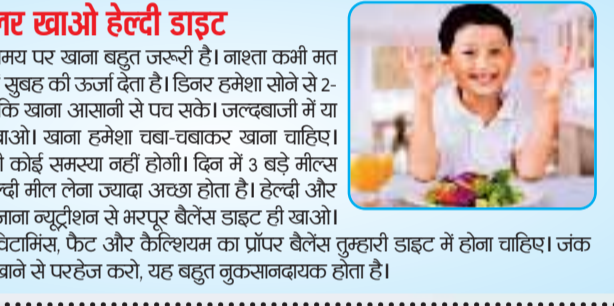 खाओ हेल्दी डाइट
पर खाना बहुत जरूरी है। नाश्ता कभी मत
सुबह की ऊर्जा देता है। डिनर हमेशा सोने से 2-
कि खाना आसानी से पच सके। जल्दबाजी में या
खाना हमेशा चबा-चबाकर खाना चाहिए।
कोई समस्या नहीं होगी। दिन में 3 बड़े मील्स
मील लेना ज्यादा अच्छा होता है। हेल्दी और
न्यूट्रीशन से भरपूर बैलेंस डाइट ही खाओ।
विटामिंस, फैट और कैल्शियम का प्रॉपर बैलेंस तुम्हारी डाइट में होना चाहिए। जंक
खाने से परहेज करो, यह बहुत नुकसानदायक होता है।